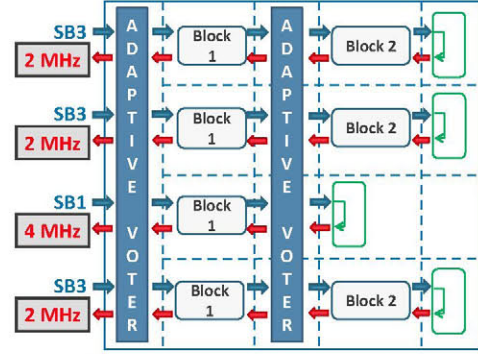 SB3
2 MHz
SB3
2 MHz
SB1
4 MHz
SB3
2 MHz
ADAPTIVE VOTER
Block
1
Block
1
Block
1
Block
1
ADAPTIVE VOTER
Block 2
Block 2
Block 2